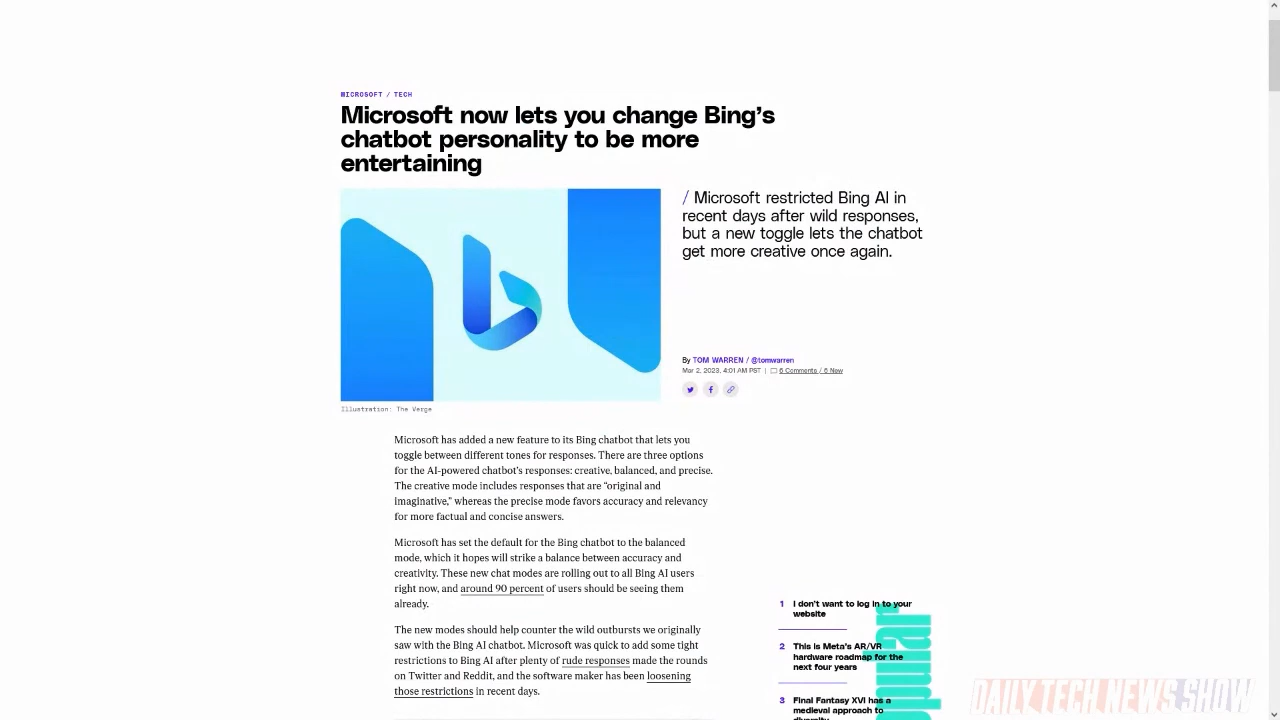 MICROSOFT / TECH
Microsoft now lets you change Bing's
chatbot personality to be more
entertaining
/ Microsoft restricted Bing AI in
recent days after wild responses,
but a new toggle lets the chatbot
get more creative once again.
By TOM WARREN / @tomwarren
Mar 2, 2023, 4:01 AM PST | 6 Comments / 6 New
Illustration: The Verge
Microsoft has added a new feature to its Bing chatbot that lets you
toggle between different tones for responses. There are three options
for the AI-powered chatbot's responses: creative, balanced, and precise.
The creative mode includes responses that are “original and
imaginative,” whereas the precise mode favors accuracy and relevancy
for more factual and concise answers.
Microsoft has set the default for the Bing chatbot to the balanced
mode, which it hopes will strike a balance between accuracy and
creativity. These new chat modes are rolling out to all Bing AI users
right now, and around 90 percent of users should be seeing them
already.
The new modes should help counter the wild outbursts we originally
saw with the Bing AI chatbot. Microsoft was quick to add some tight
restrictions to Bing AI after plenty of rude responses made the rounds
on Twitter and Reddit, and the software maker has been loosening
those restrictions in recent days.
1 I don't want to log in to your
website
2 This is Meta's AR/VR
hardware roadmap for the
next four years
3 Final Fantasy XVI has a
medieval approach to
diversity
pular
DAILY TECH NEWS SHOW